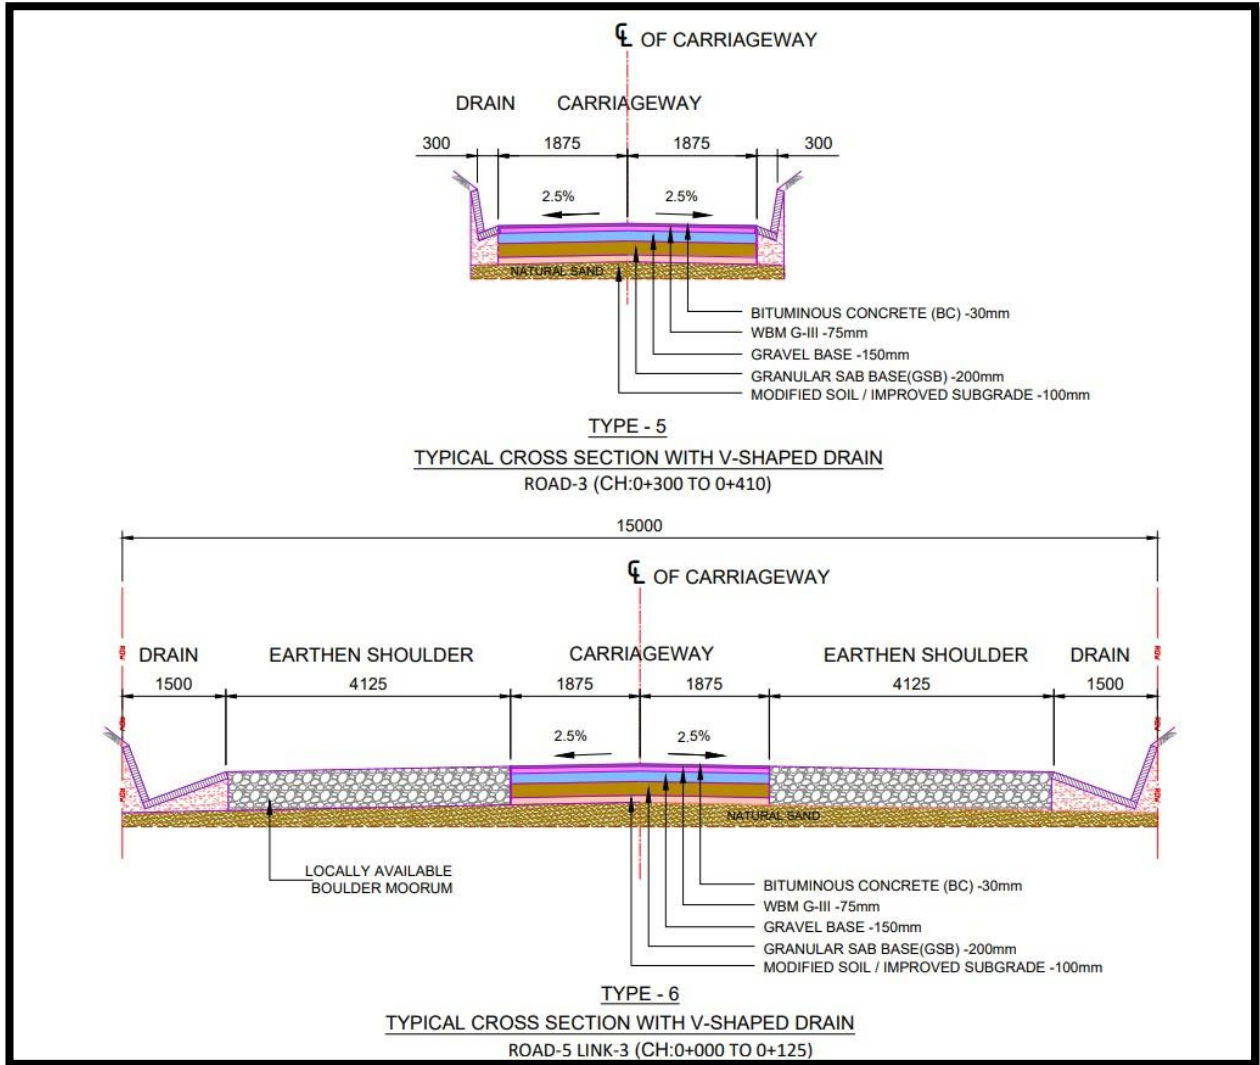 ℄ OF CARRIAGEWAY
DRAIN CARRIAGEWAY
300 1875 1875 300
2.5% 2.5%
NATURAL SAND
BITUMINOUS CONCRETE (BC) -30mm
WBM G-III -75mm
GRAVEL BASE -150mm
GRANULAR SAB BASE(GSB) -200mm
MODIFIED SOIL / IMPROVED SUBGRADE -100mm
TYPE - 5
TYPICAL CROSS SECTION WITH V-SHAPED DRAIN
ROAD-3 (CH:0+300 TO 0+410)
15000
℄ OF CARRIAGEWAY
DRAIN EARTHEN SHOULDER CARRIAGEWAY EARTHEN SHOULDER DRAIN
1500 4125 1875 1875 4125 1500
2.5% 2.5%
ROW ROW
ROW ROW
ROW ROW
NATURAL SAND
LOCALLY AVAILABLE
BOULDER MOORUM
BITUMINOUS CONCRETE (BC) -30mm
WBM G-III -75mm
GRAVEL BASE -150mm
GRANULAR SAB BASE(GSB) -200mm
MODIFIED SOIL / IMPROVED SUBGRADE -100mm
TYPE - 6
TYPICAL CROSS SECTION WITH V-SHAPED DRAIN
ROAD-5 LINK-3 (CH:0+000 TO 0+125)